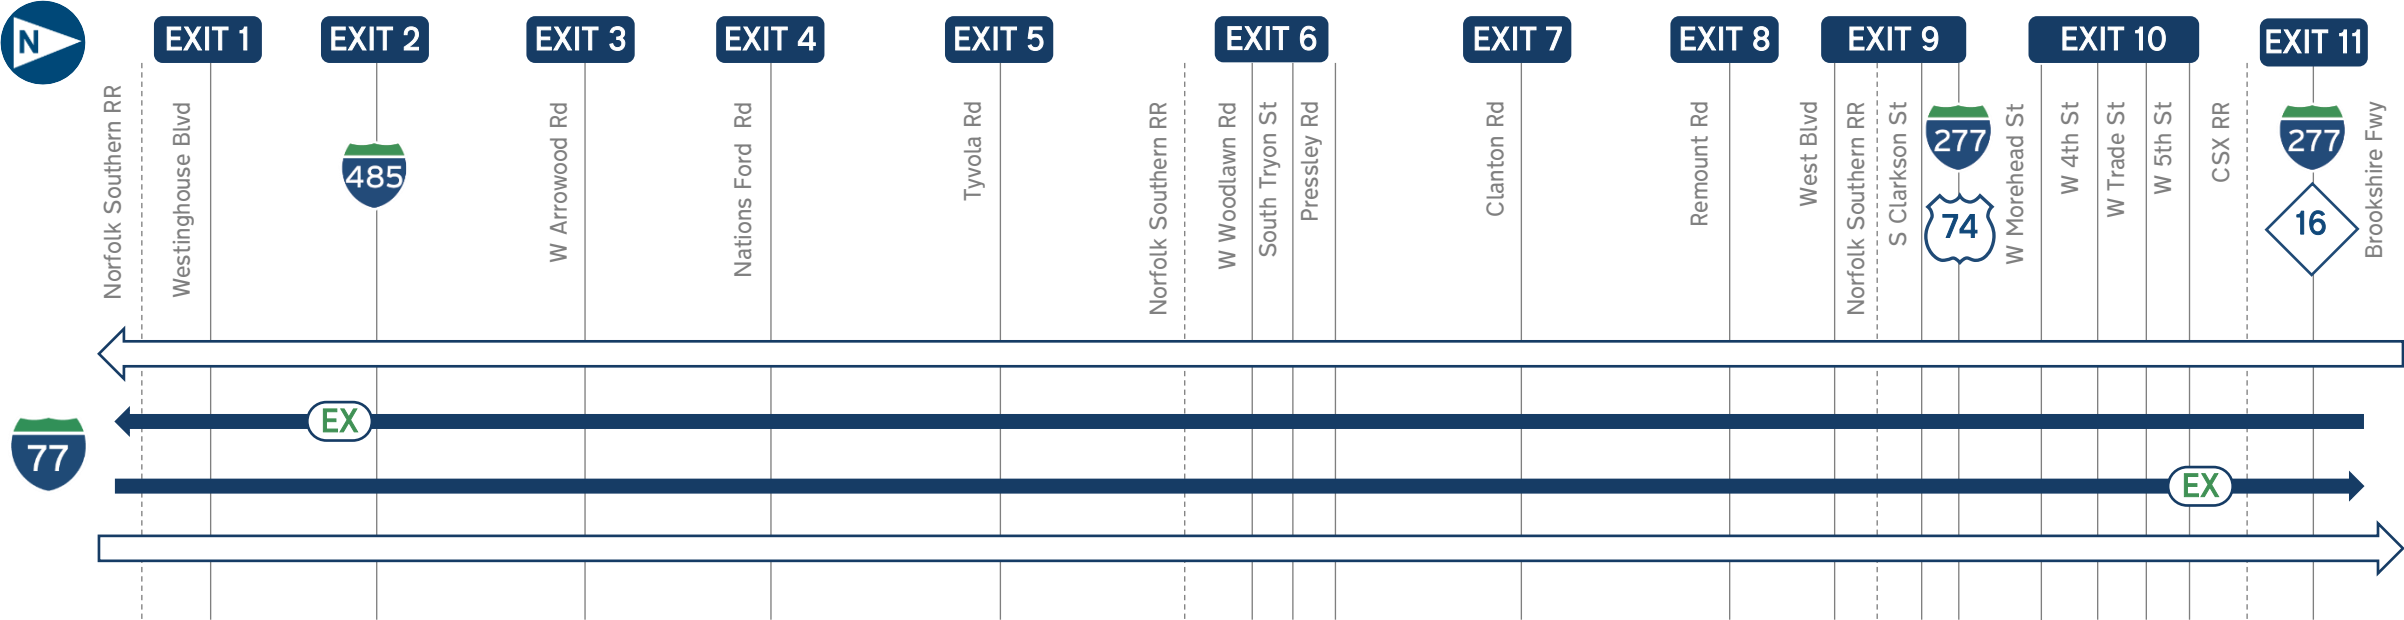 N
EXIT 1
EXIT 2
EXIT 3
EXIT 4
EXIT 5
EXIT 6
EXIT 7
EXIT 8
EXIT 9
EXIT 10
EXIT 11
Norfolk Southern RR
Westinghouse Blvd
485
W Arrowood Rd
Nations Ford Rd
Tyvola Rd
Norfolk Southern RR
W Woodlawn Rd
South Tryon St
Pressley Rd
Clanton Rd
Remount Rd
West Blvd
Norfolk Southern RR
S Clarkson St
277
74
W Morehead St
W 4th St
W Trade St
W 5th St
CSX RR
277
16
Brookshire Fwy
EX
77
EX